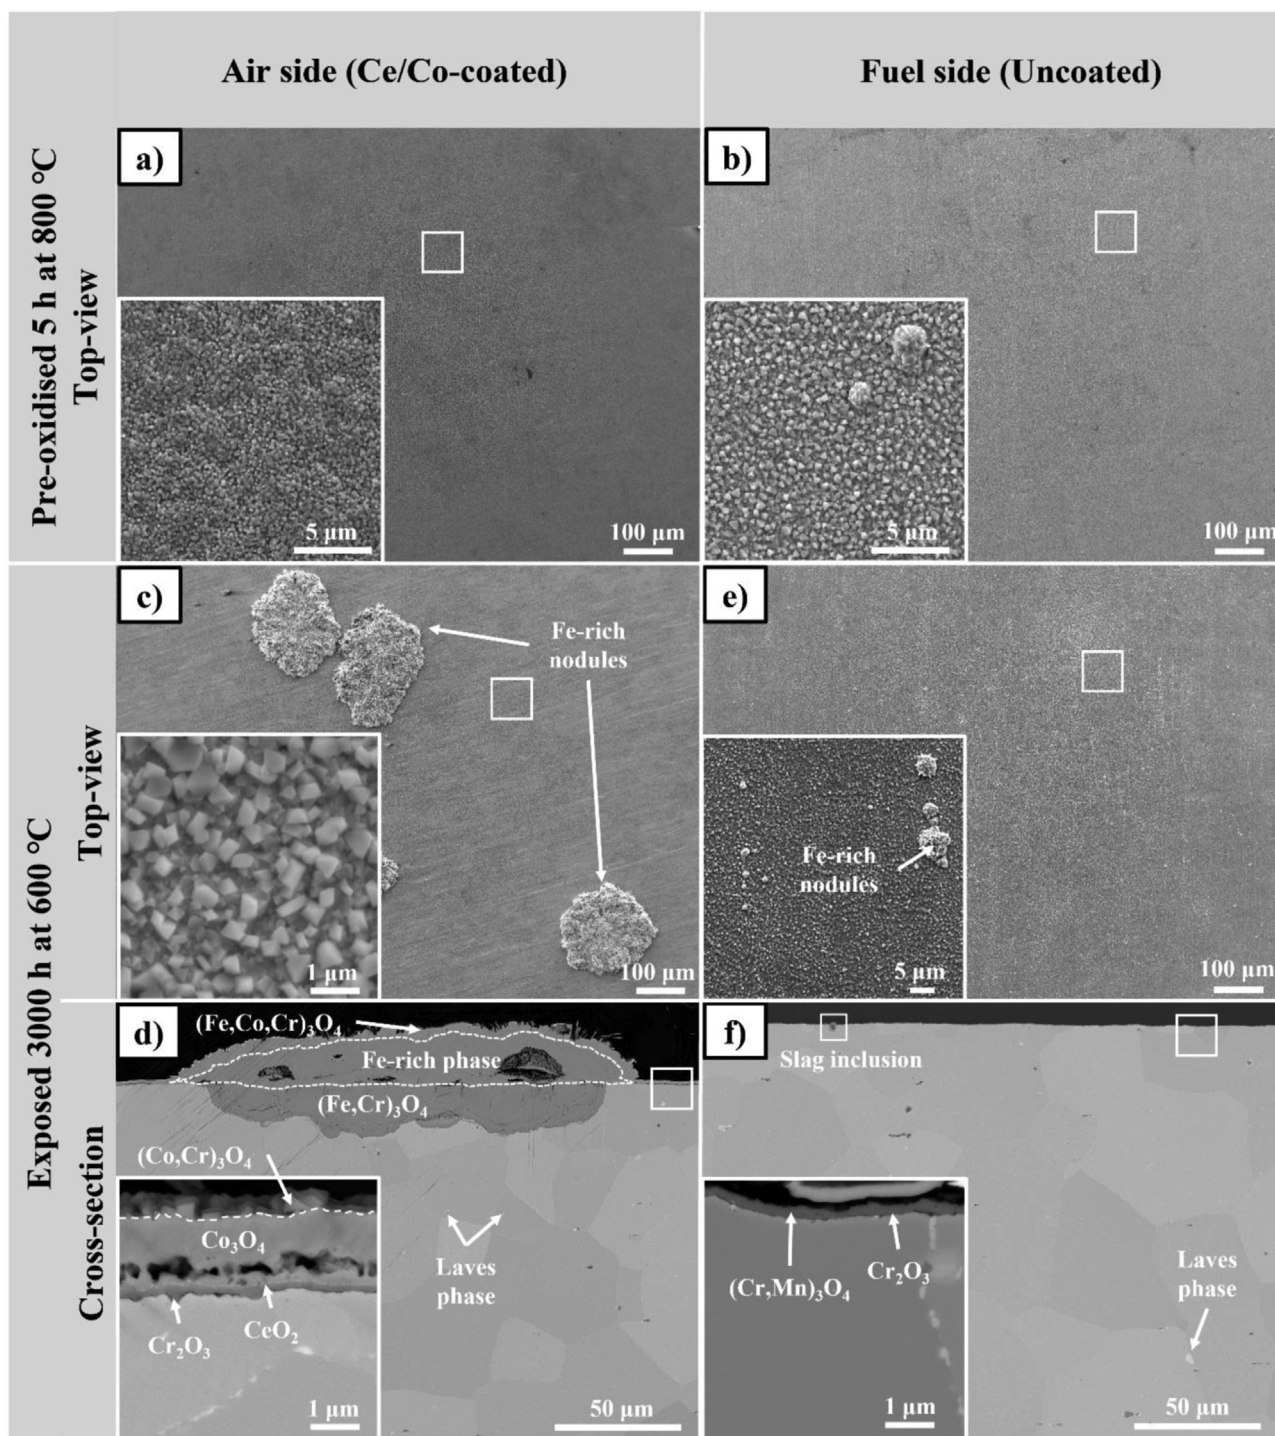 Air side (Ce/Co-coated)
Fuel side (Uncoated)
Pre-oxidised 5 h at 800 °C
Top-view
a)
5 µm
100 µm
b)
5 µm
100 µm
Exposed 3000 h at 600 °C
Top-view
c)
Fe-rich
nodules
1 µm
100 µm
e)
Fe-rich
nodules
5 µm
100 µm
Cross-section
d)
(Fe,Co,Cr)₃O₄
Fe-rich phase
(Fe,Cr)₃O₄
(Co,Cr)₃O₄
Co₃O₄
CeO₂
Cr₂O₃
Laves
phase
1 µm
50 µm
f)
Slag inclusion
(Cr,Mn)₃O₄
Cr₂O₃
Laves
phase
1 µm
50 µm